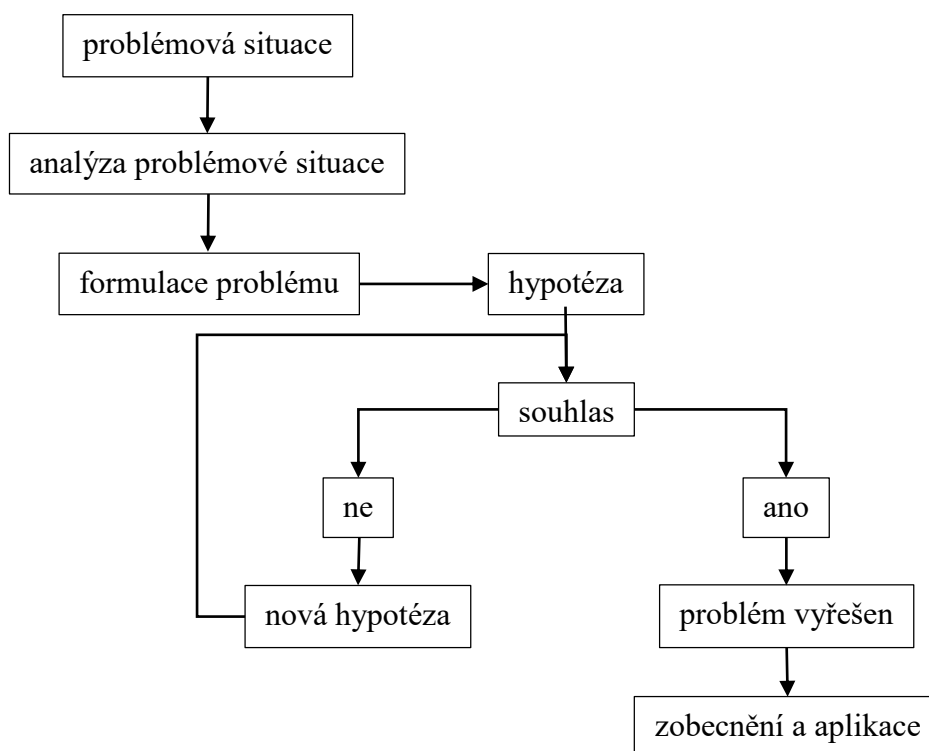 problémová situace
analýza problémové situace
formulace problému
hypotéza
souhlas
ne
ano
nová hypotéza
problém vyřešen
zobecnění a aplikace